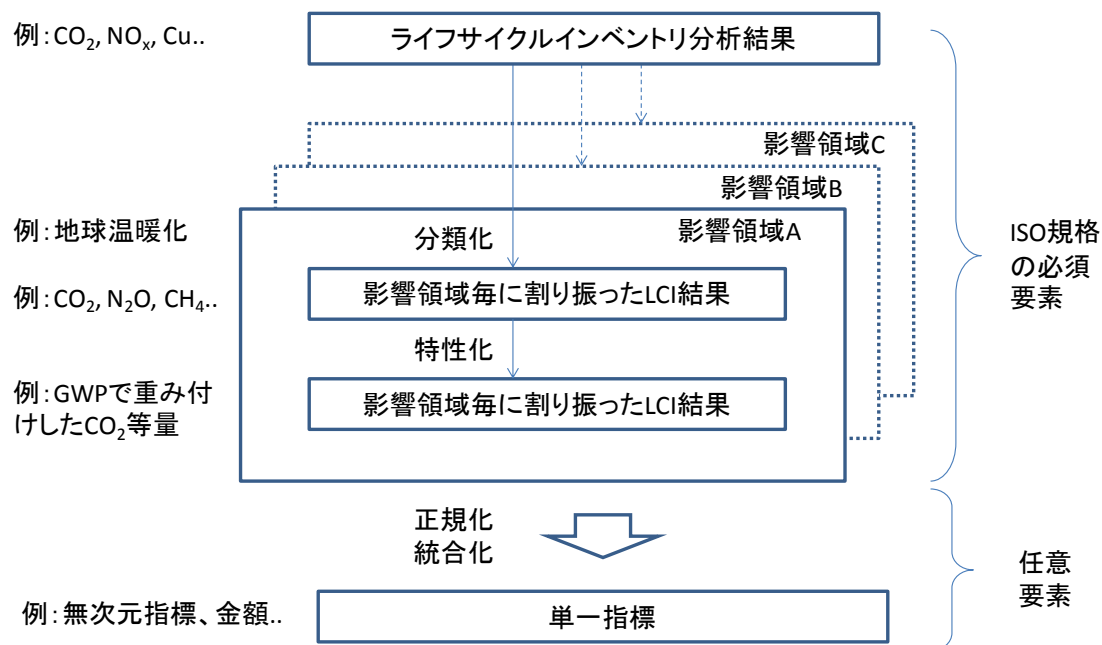 例：CO₂, NOₓ, Cu..
ライフサイクルインベントリ分析結果
影響領域C
影響領域B
例：地球温暖化
分類化
影響領域A
ISO規格
の必須
要素
例：CO₂, N₂O, CH₄..
影響領域毎に割り振ったLCI結果
特性化
例：GWPで重み付
けしたCO₂等量
影響領域毎に割り振ったLCI結果
正規化
統合化
任意
要素
例：無次元指標、金額..
単一指標